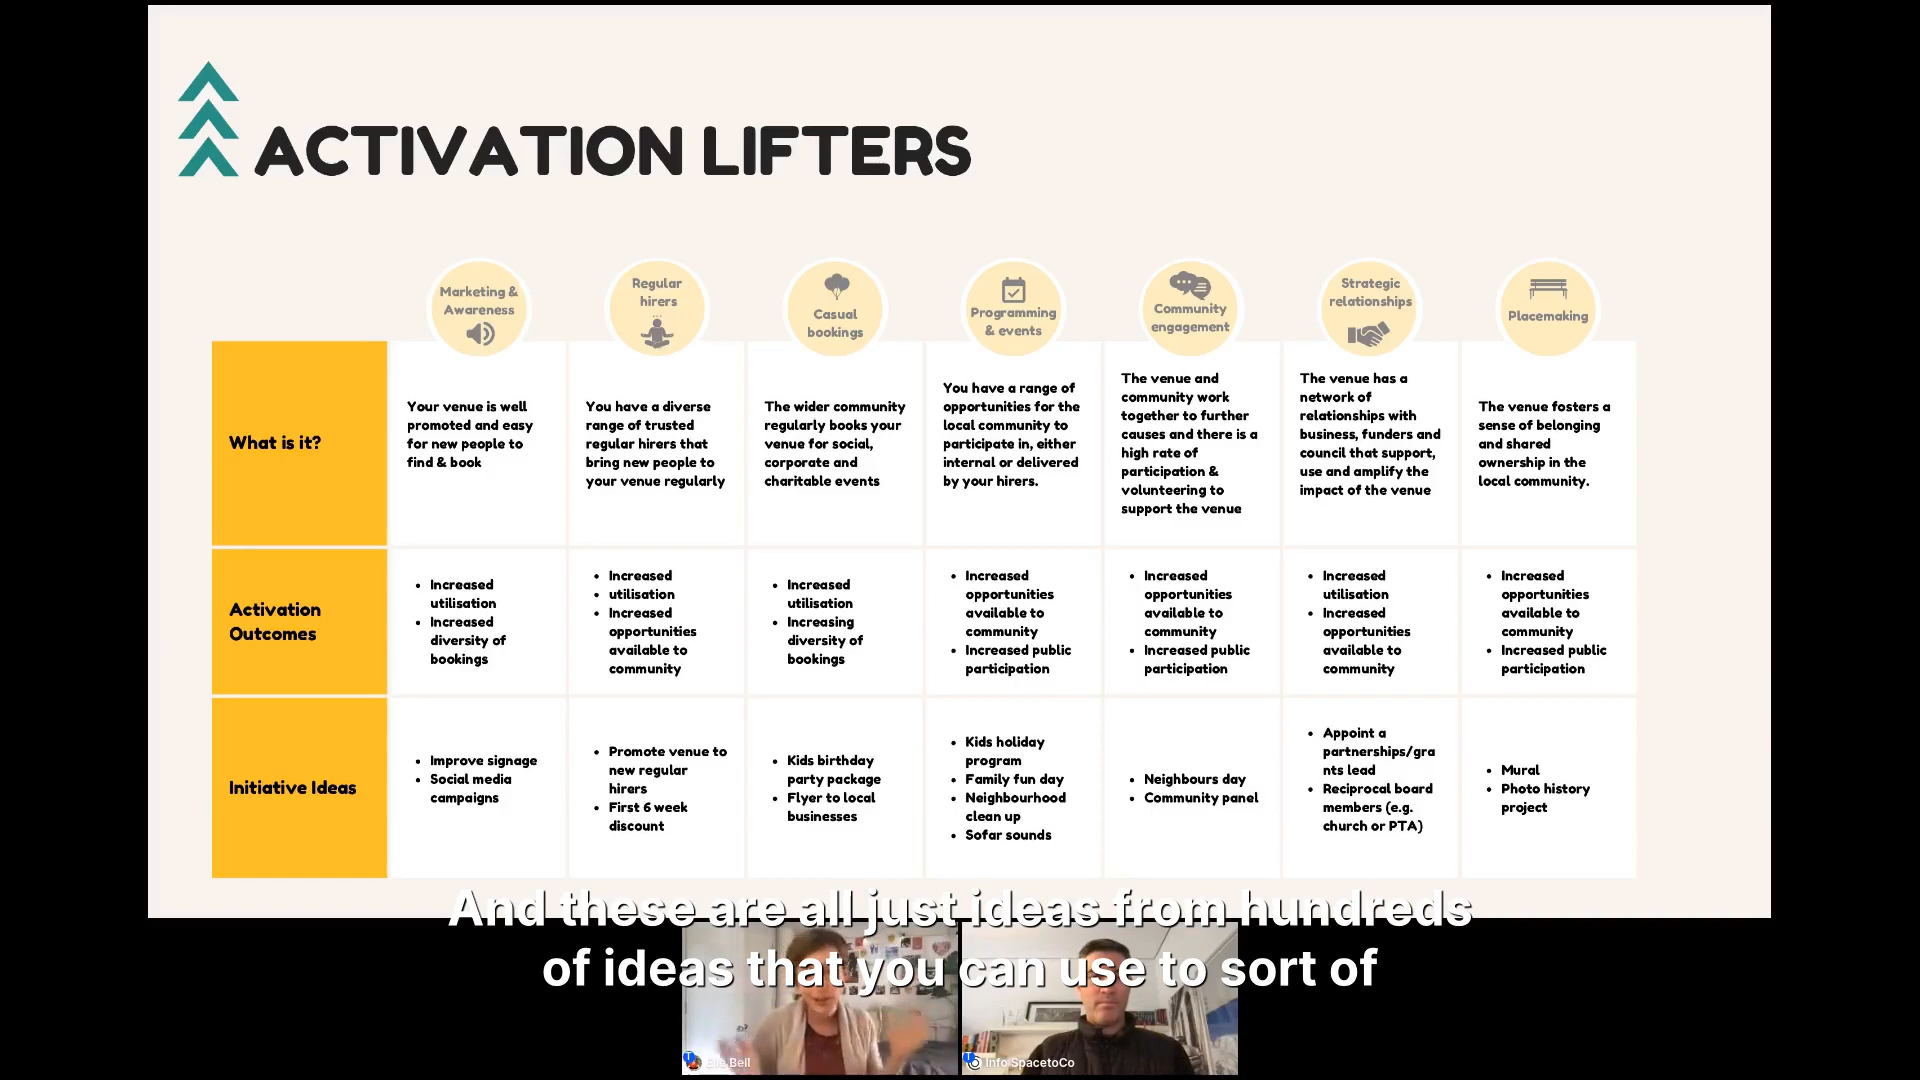 ACTIVATION LIFTERS
Marketing &
Awareness
Regular
hirers
Casual
bookings
Programming
& events
Community
engagement
Strategic
relationships
Placemaking
What is it?
Your venue is well
promoted and easy
for new people to
find & book
You have a diverse
range of trusted
regular hirers that
bring new people to
your venue regularly
The wider community
regularly books your
venue for social,
corporate and
charitable events
You have a range of
opportunities for the
local community to
participate in, either
internal or delivered
by your hirers.
The venue and
community work
together to further
causes and there is a
high rate of
participation &
volunteering to
support the venue
The venue has a
network of
relationships with
business, funders and
council that support,
use and amplify the
impact of the venue
The venue fosters a
sense of belonging
and shared
ownership in the
local community.
Activation
Outcomes
• Increased
utilisation
• Increased
diversity of
bookings
• Increased
• utilisation
• Increased
opportunities
available to
community
• Increased
utilisation
• Increasing
diversity of
bookings
• Increased
opportunities
available to
community
• Increased public
participation
• Increased
opportunities
available to
community
• Increased public
participation
• Increased
utilisation
• Increased
opportunities
available to
community
• Increased
opportunities
available to
community
• Increased public
participation
Initiative Ideas
• Improve signage
• Social media
campaigns
• Promote venue to
new regular
hirers
• First 6 week
discount
• Kids birthday
party package
• Flyer to local
businesses
• Kids holiday
program
• Family fun day
• Neighbourhood
clean up
• Sofar sounds
• Neighbours day
• Community panel
• Appoint a
partnerships/gra
nts lead
• Reciprocal board
members (e.g.
church or PTA)
• Mural
• Photo history
project
And these are all just ideas from hundreds
of ideas that you can use to sort of
Bell
Info SpacetoCo